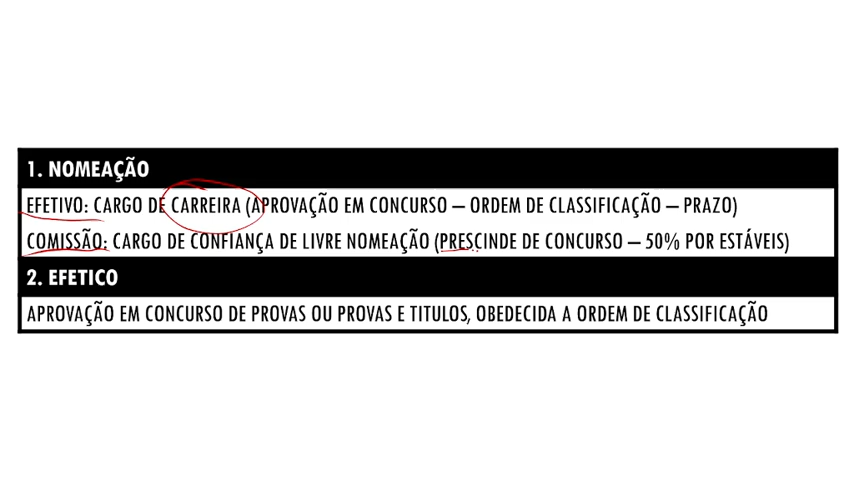 1. NOMEAÇÃO
EFETIVO: CARGO DE CARREIRA (APROVAÇÃO EM CONCURSO – ORDEM DE CLASSIFICAÇÃO – PRAZO)
COMISSÃO: CARGO DE CONFIANÇA DE LIVRE NOMEAÇÃO (PRESCINDE DE CONCURSO – 50% POR ESTÁVEIS)
2. EFETICO
APROVAÇÃO EM CONCURSO DE PROVAS OU PROVAS E TITULOS, OBEDECIDA A ORDEM DE CLASSIFICAÇÃO